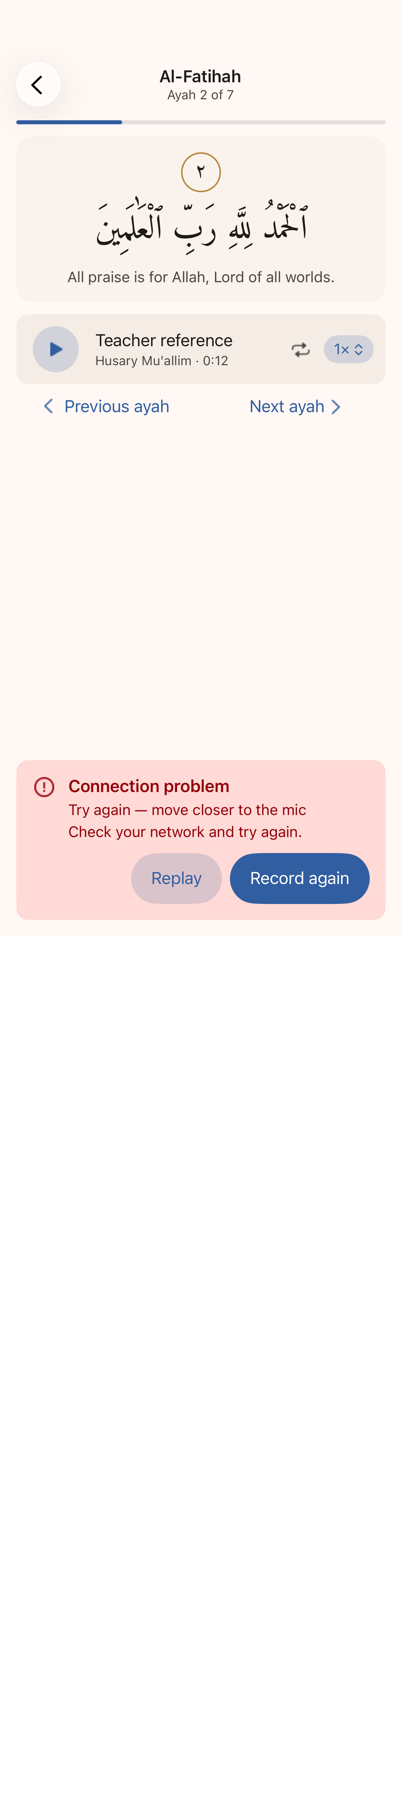 Al-Fatihah
Ayah 2 of 7
٢
ٱلْحَمْدُ لِلَّهِ رَبِّ ٱلْعَٰلَمِينَ
All praise is for Allah, Lord of all worlds.
Teacher reference
Husary Mu'allim · 0:12
1×
Previous ayah
Next ayah
Connection problem
Try again — move closer to the mic
Check your network and try again.
Replay
Record again